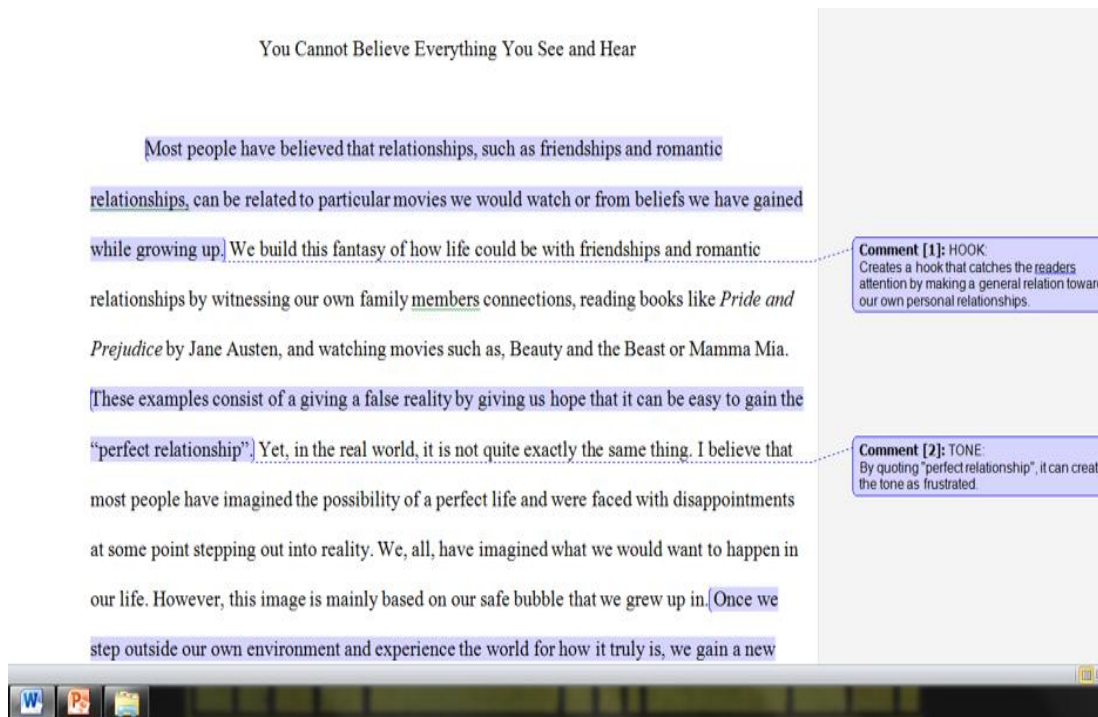 You Cannot Believe Everything You See and Hear
Most people have believed that relationships, such as friendships and romantic
relationships, can be related to particular movies we would watch or from beliefs we have gained
while growing up. We build this fantasy of how life could be with friendships and romantic
relationships by witnessing our own family members connections, reading books like Pride and
Prejudice by Jane Austen, and watching movies such as, Beauty and the Beast or Mamma Mia.
These examples consist of a giving a false reality by giving us hope that it can be easy to gain the
“perfect relationship”. Yet, in the real world, it is not quite exactly the same thing. I believe that
most people have imagined the possibility of a perfect life and were faced with disappointments
at some point stepping out into reality. We, all, have imagined what we would want to happen in
our life. However, this image is mainly based on our safe bubble that we grew up in. Once we
step outside our own environment and experience the world for how it truly is, we gain a new
Comment [1]: HOOK:
Creates a hook that catches the readers
attention by making a general relation towar
our own personal relationships.
Comment [2]: TONE:
By quoting "perfect relationship", it can creat
the tone as frustrated.